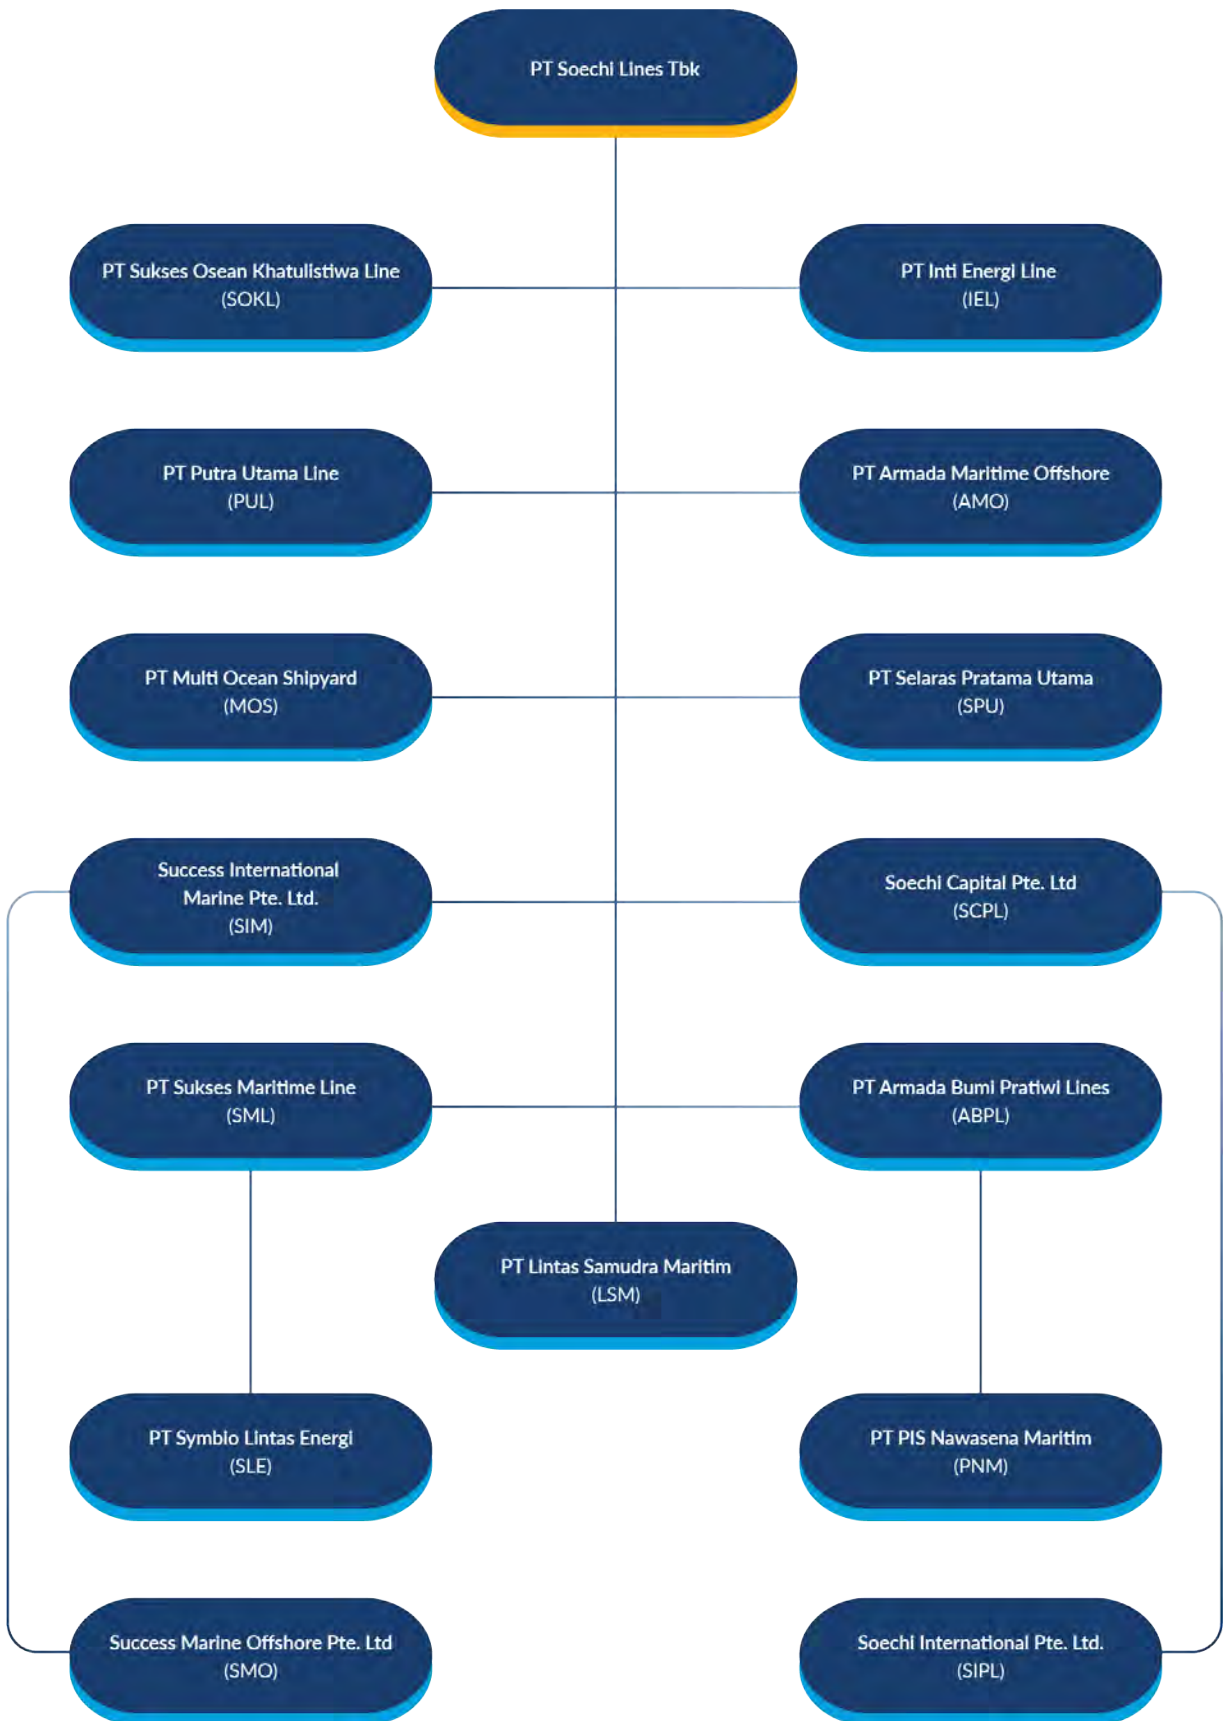 PT Soechi Lines Tbk
PT Sukses Osean Khatulistiwa Line
(SOKL)
PT Inti Energi Line
(IEL)
PT Putra Utama Line
(PUL)
PT Armada Maritime Offshore
(AMO)
PT Multi Ocean Shipyard
(MOS)
PT Selaras Pratama Utama
(SPU)
Success International
Marine Pte. Ltd.
(SIM)
Soechi Capital Pte. Ltd
(SCPL)
PT Sukses Maritime Line
(SML)
PT Armada Bumi Pratiwi Lines
(ABPL)
PT Lintas Samudra Maritim
(LSM)
PT Symbio Lintas Energi
(SLE)
PT PIS Nawasena Maritim
(PNM)
Success Marine Offshore Pte. Ltd
(SMO)
Soechi International Pte. Ltd.
(SIPL)